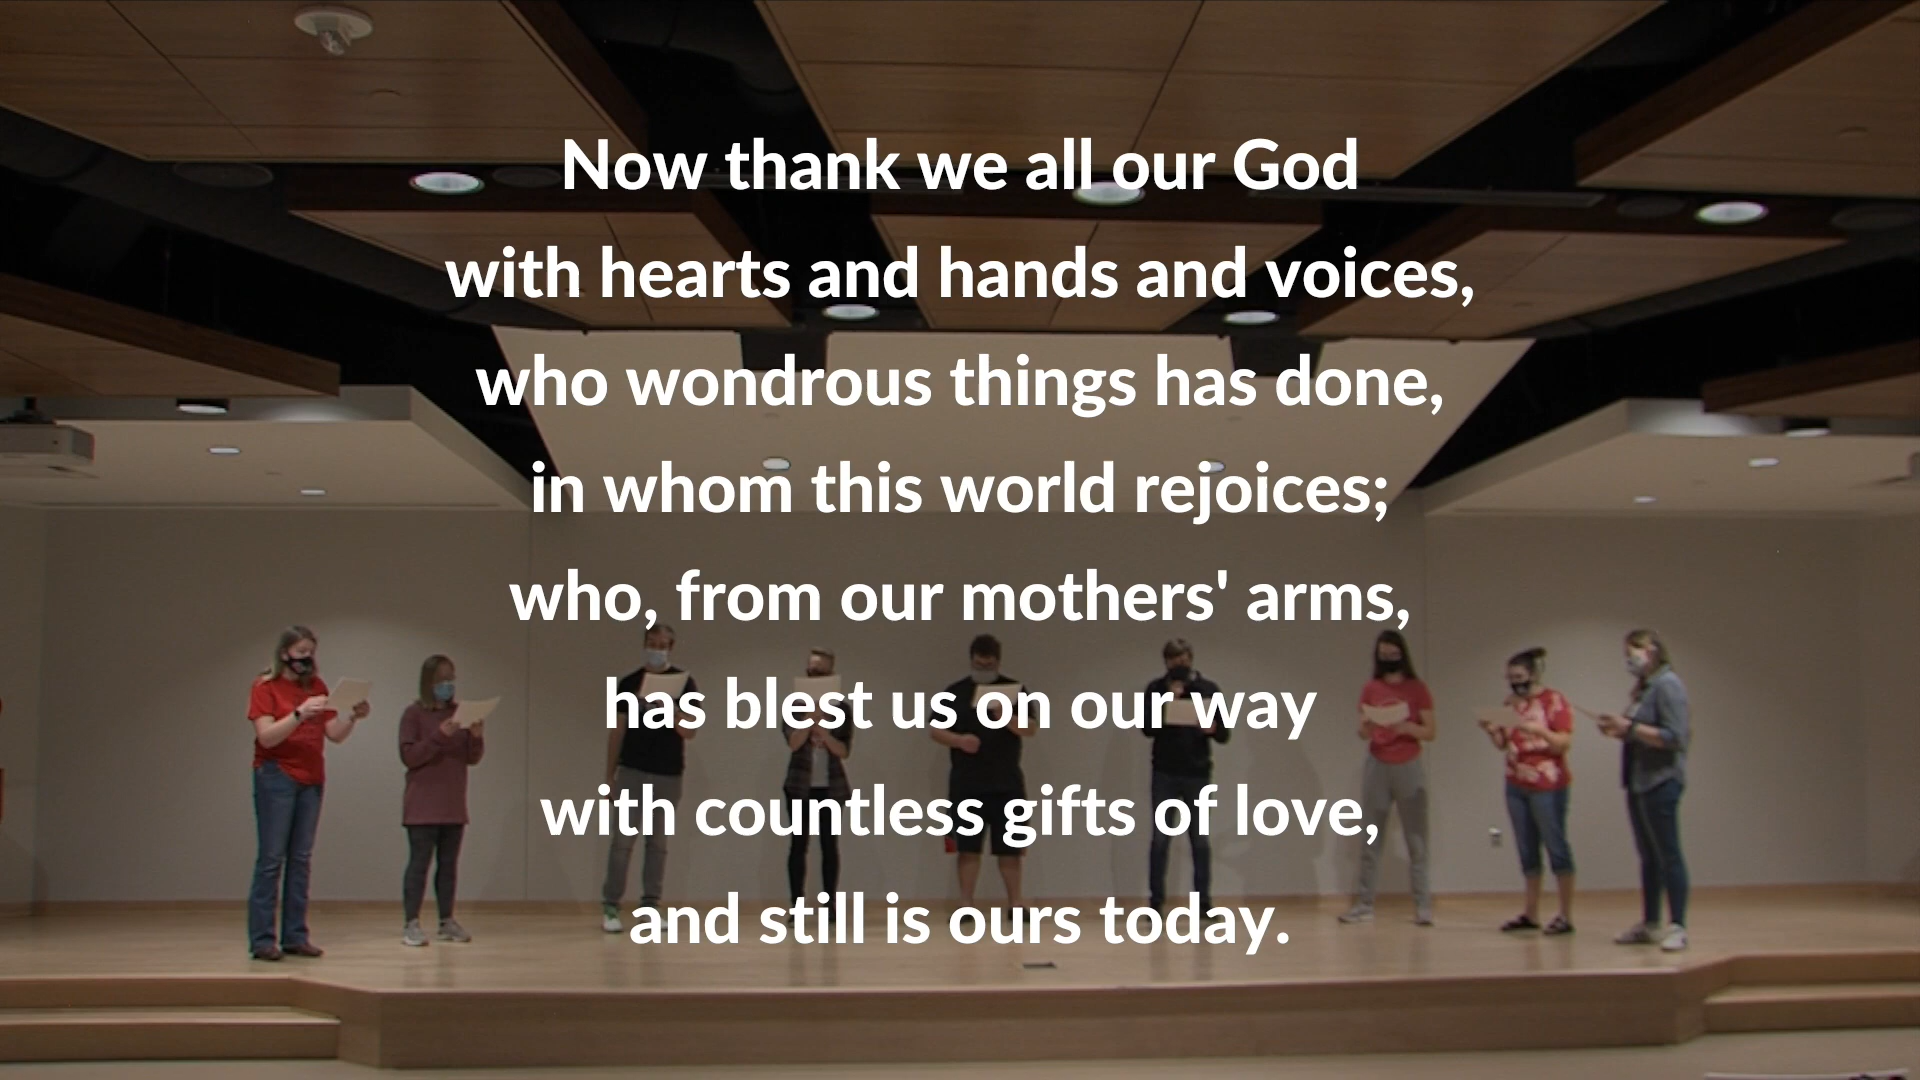 Now thank we all our God
with hearts and hands and voices,
who wondrous things has done,
in whom this world rejoices;
who, from our mothers' arms,
has blest us on our way
with countless gifts of love,
and still is ours today.